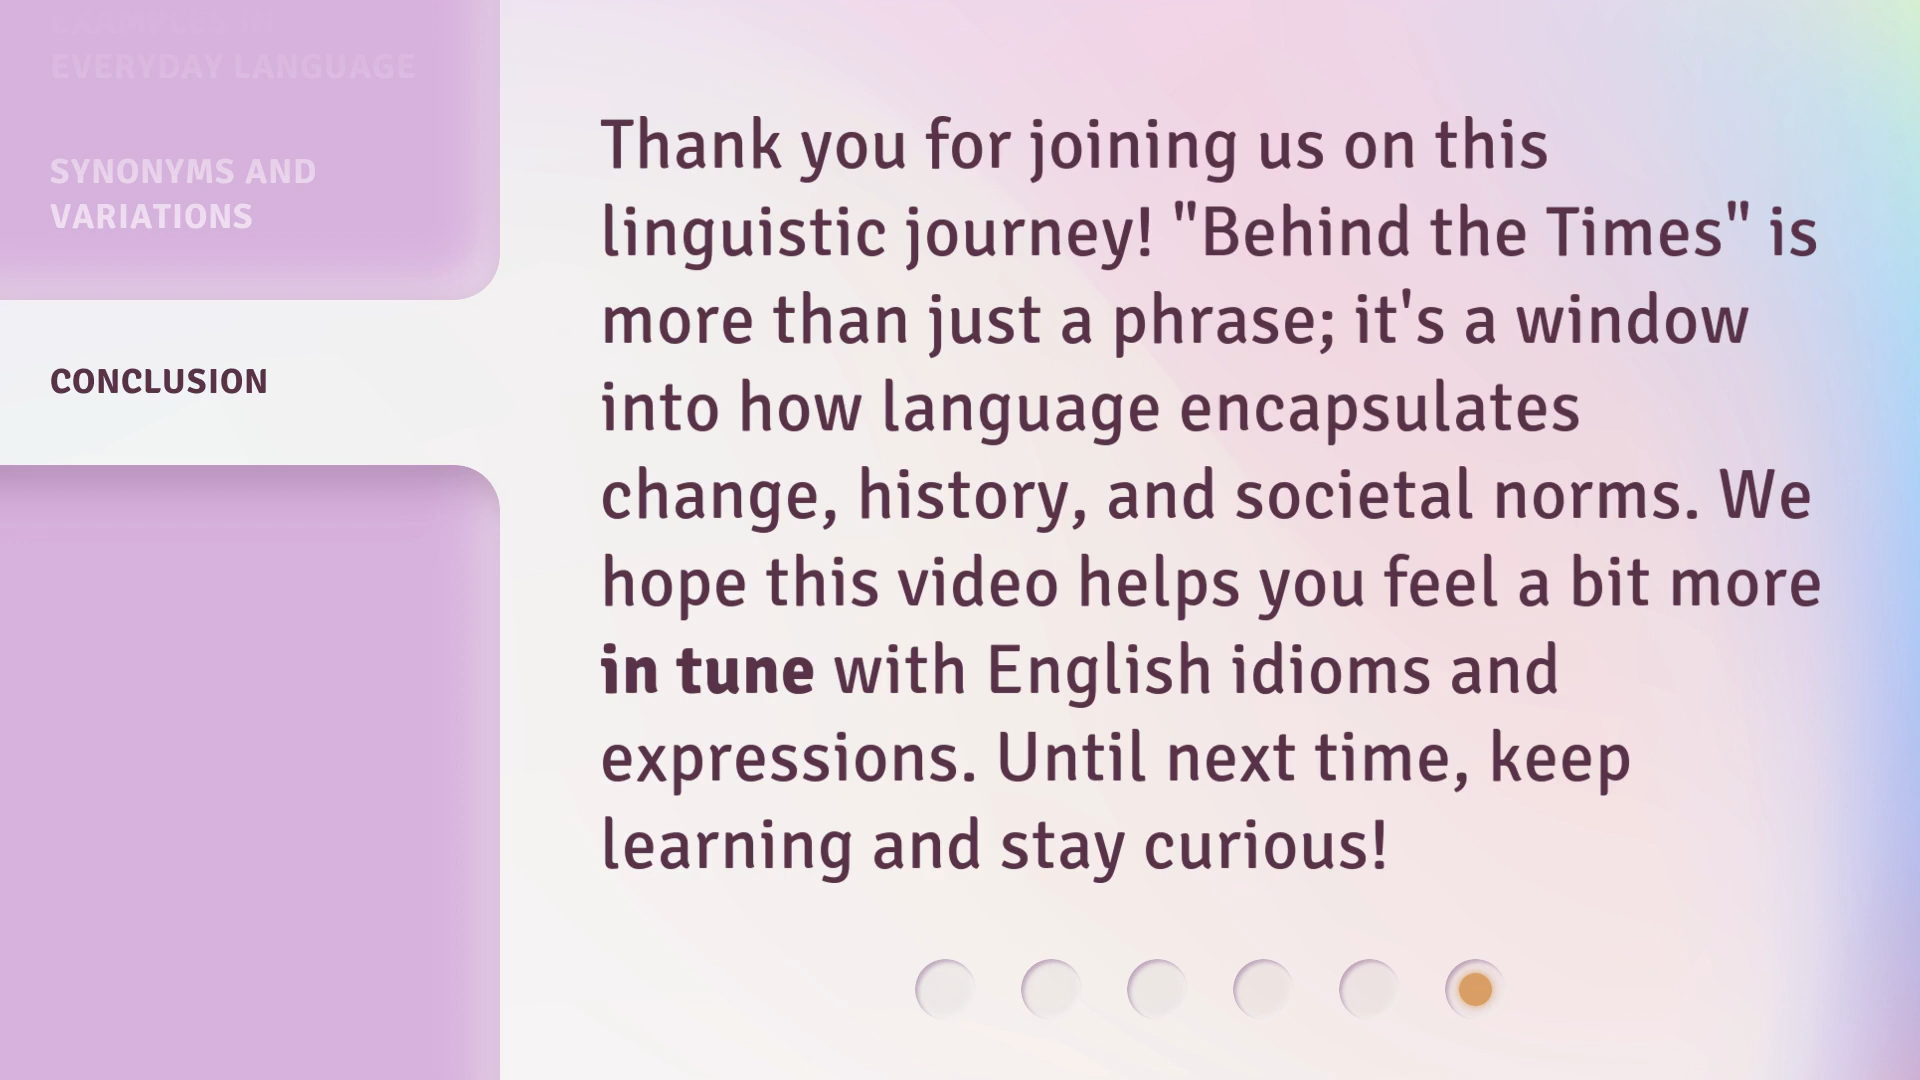 EXAMPLES IN
EVERYDAY LANGUAGE
SYNONYMS AND
VARIATIONS
CONCLUSION
Thank you for joining us on this
linguistic journey! "Behind the Times" is
more than just a phrase; it's a window
into how language encapsulates
change, history, and societal norms. We
hope this video helps you feel a bit more
in tune with English idioms and
expressions. Until next time, keep
learning and stay curious!